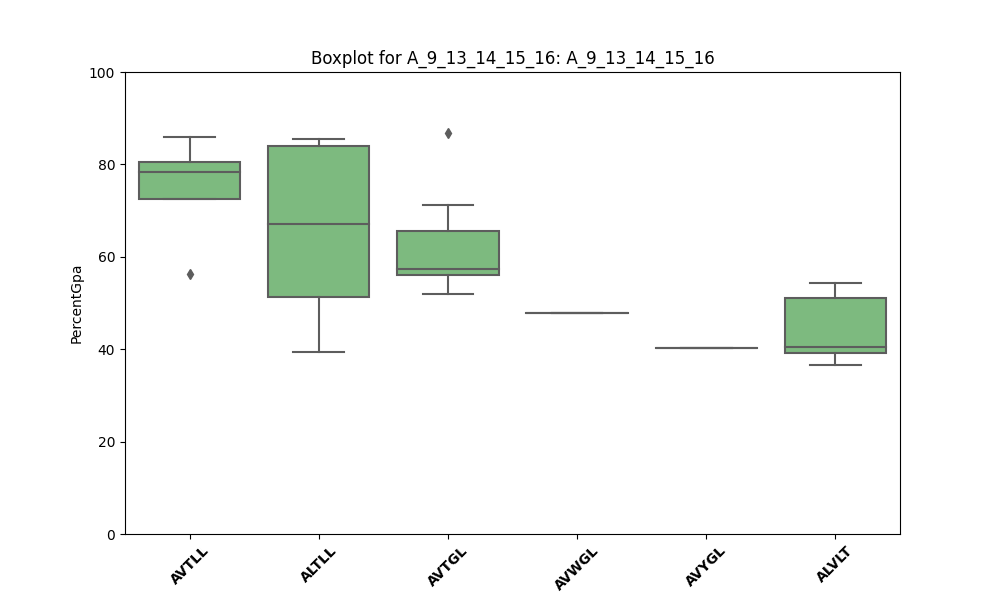 Boxplot for A_9_13_14_15_16: A_9_13_14_15_16
100
80
60
40
20
0
PercentGpa
AVTLL
ALTLL
AVTGL
AVWGL
AVYGL
ALVLT